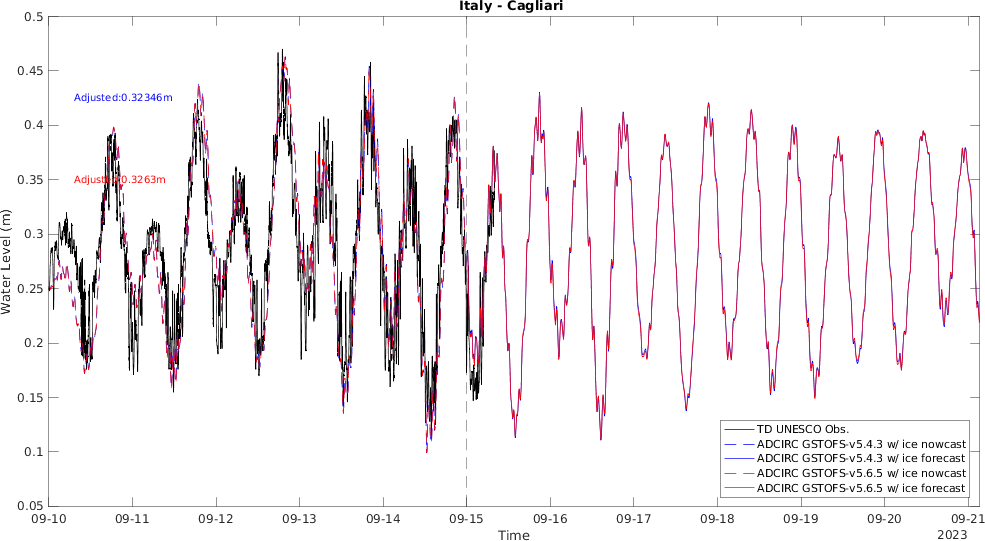 Italy - Cagliari
0.5
0.45
0.4
0.35
0.3
0.25
0.2
0.15
0.1
0.05
Water Level (m)
Adjusted:0.32346m
Adjusted:0.3263m
TD UNESCO Obs.
ADCIRC GSTOFS-v5.4.3 w/ ice nowcast
ADCIRC GSTOFS-v5.4.3 w/ ice forecast
ADCIRC GSTOFS-v5.6.5 w/ ice nowcast
ADCIRC GSTOFS-v5.6.5 w/ ice forecast
09-10 09-11 09-12 09-13 09-14 09-15 09-16 09-17 09-18 09-19 09-20 09-21
Time
2023